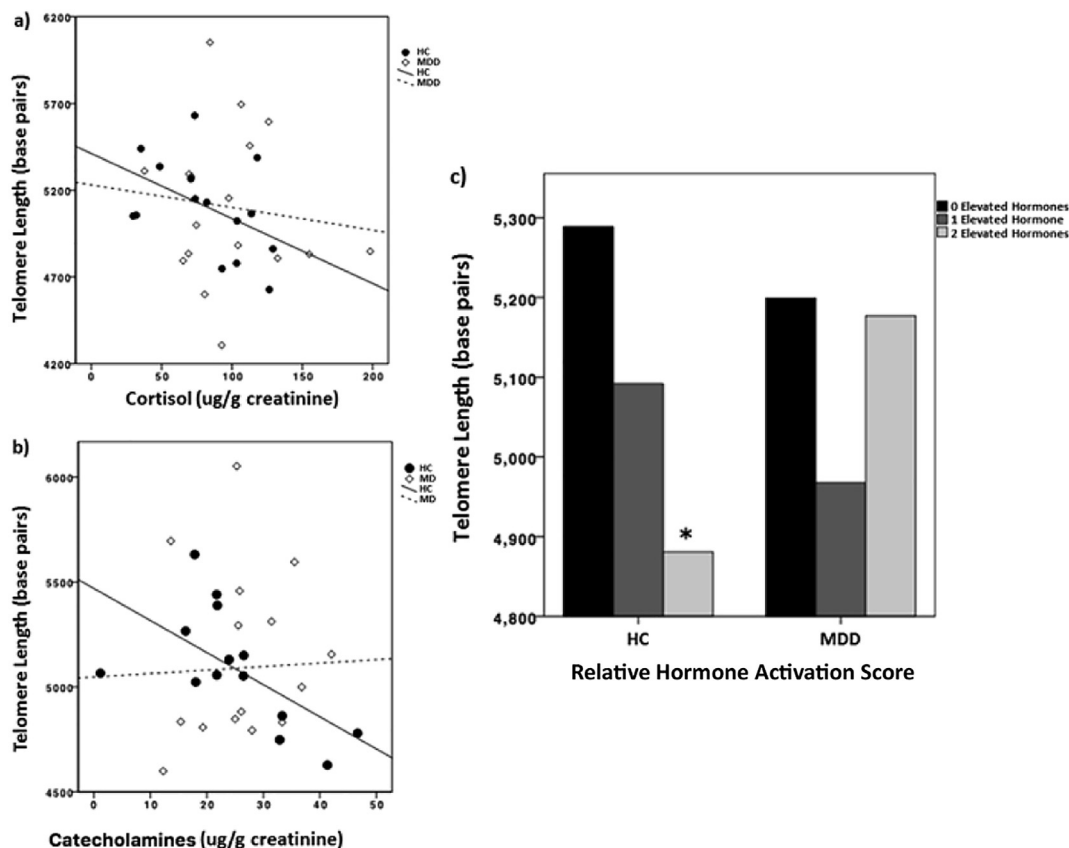 a)
6200
5700
5200
4700
4200
Telomere Length (base pairs)
0 50 100 150 200
Cortisol (ug/g creatinine)
HC
MDD
HC
MDD
b)
6000
5500
5000
4500
Telomere Length (base pairs)
0 10 20 30 40 50
Catecholamines (ug/g creatinine)
HC
MD
HC
MD
c)
5,300
5,200
5,100
5,000
4,900
4,800
Telomere Length (base pairs)
*
HC MDD
Relative Hormone Activation Score
0 Elevated Hormones
1 Elevated Hormone
2 Elevated Hormones